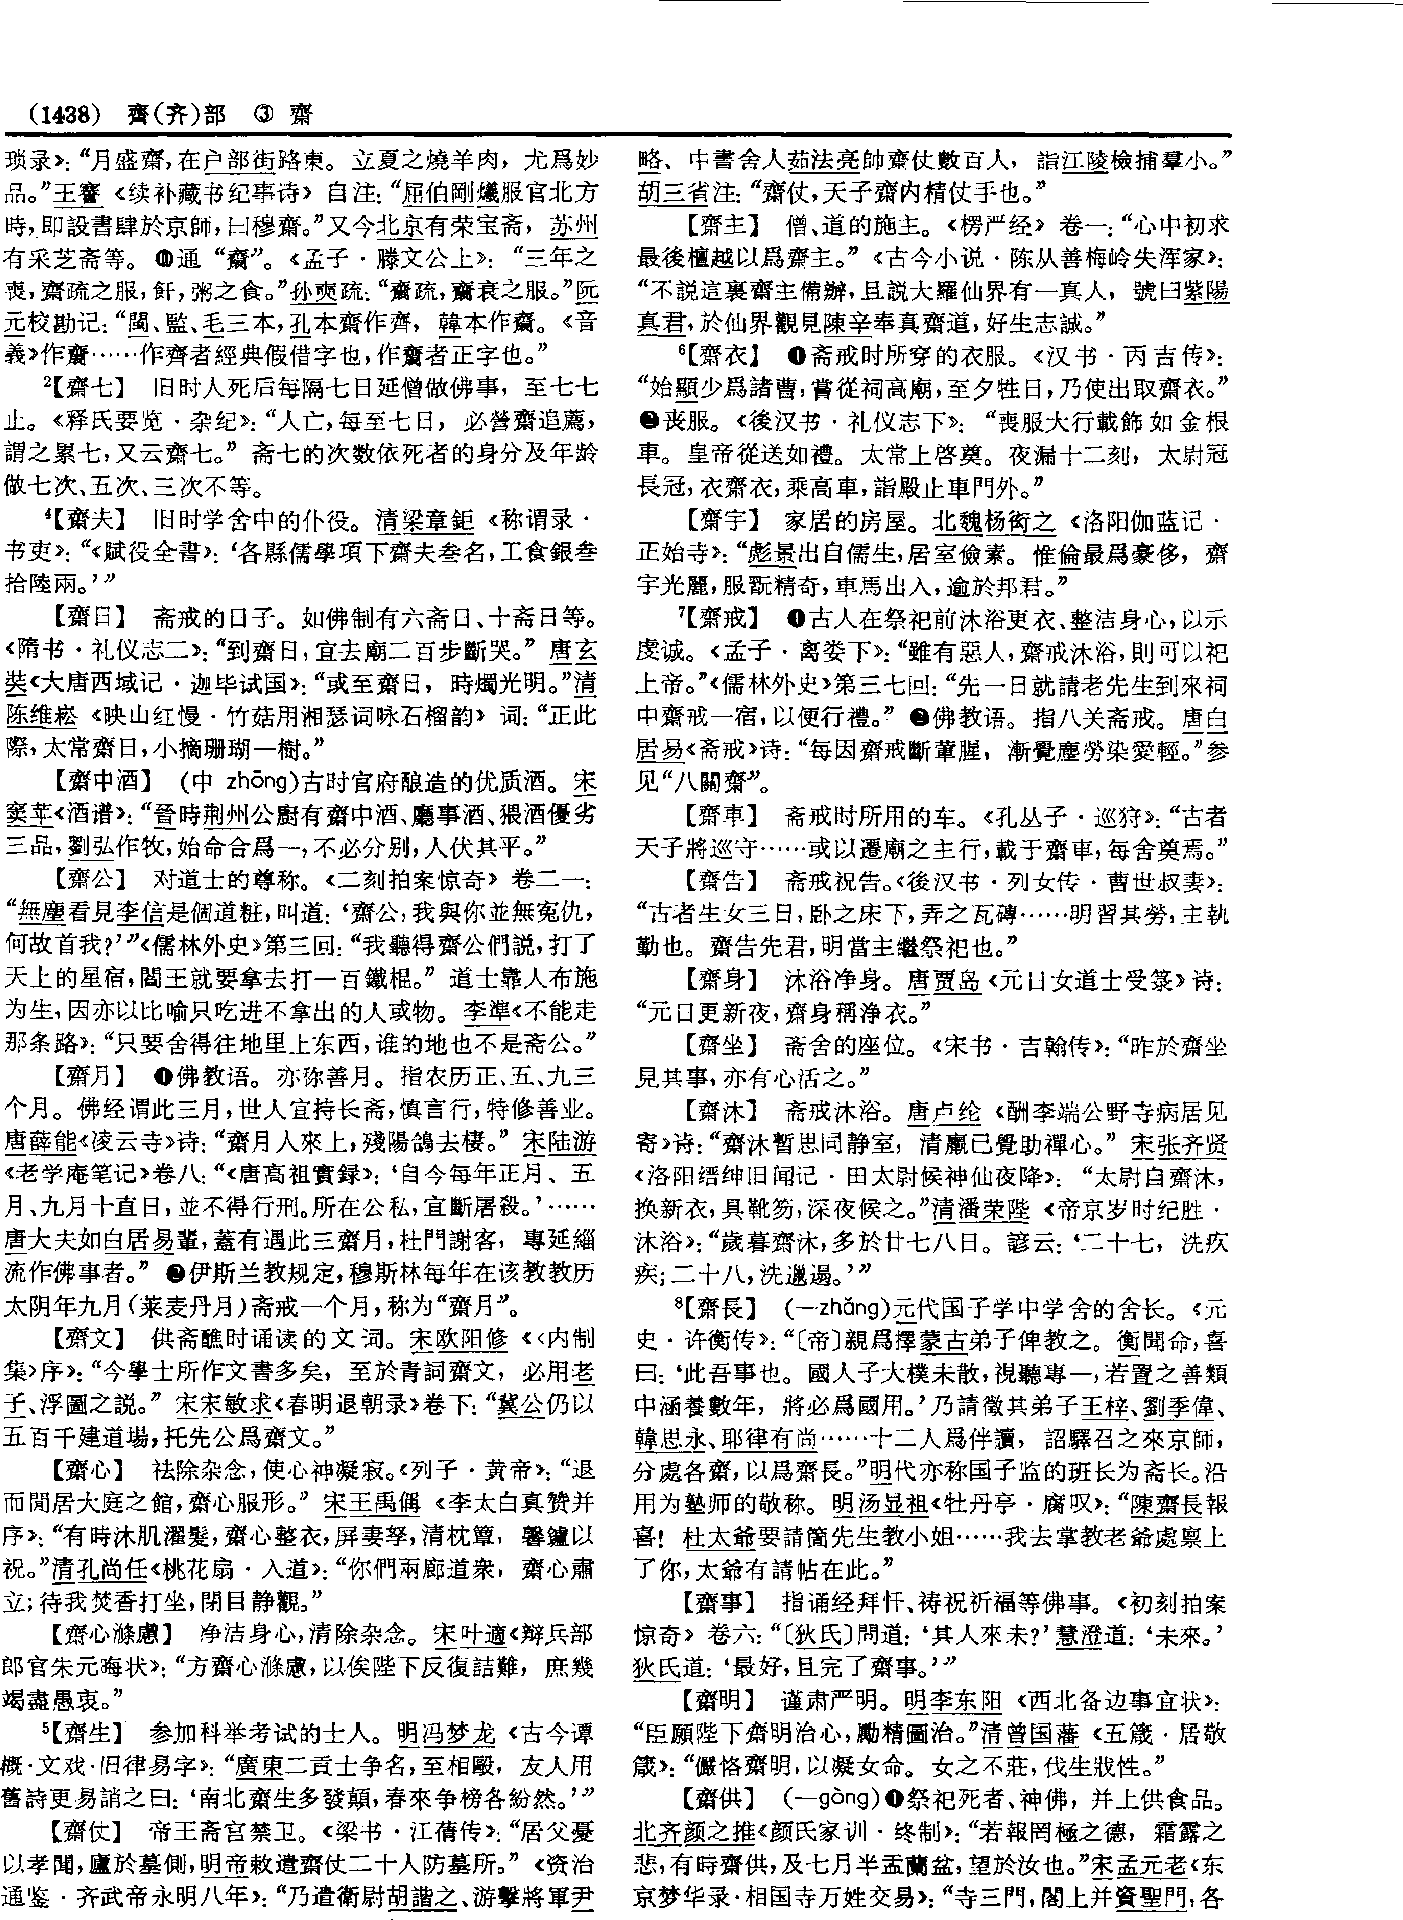 (1438) 齊(齐)部 ③ 齋
琐录》：“月盛齋，在户部街路東。立夏之燒羊肉，尤爲妙
品。”王謇《续补藏书纪事诗》自注：“屈伯剛爔服官北方
時，即設書肆於京師，曰穆齋。”又今北京有荣宝斋，苏州
有采芝斋等。⓫通“齌”。《孟子·滕文公上》：“三年之
喪，齋疏之服，飦，粥之食。”孙奭疏：“齌疏，齌衰之服。”阮
元校勘记：“閩、監、毛三本，孔本齋作齊，韓本作齌。《音
義》作齌……作齊者經典假借字也，作齌者正字也。”
²【齋七】 旧时人死后每隔七日延僧做佛事，至七七
止。《释氏要览·杂纪》：“人亡，每至七日，必營齋追薦，
謂之累七，又云齋七。”斋七的次数依死者的身分及年龄
做七次、五次、三次不等。
⁴【齋夫】 旧时学舍中的仆役。清梁章鉅《称谓录·
书吏》：“《賦役全書》：‘各縣儒學項下齋夫叁名，工食銀叁
拾陸兩。’”
【齋日】 斋戒的日子。如佛制有六斋日、十斋日等。
《隋书·礼仪志二》：“到齋日，宜去廟二百步斷哭。”唐玄
奘《大唐西域记·迦毕试国》：“或至齋日，時燭光明。”清
陈维崧《映山红慢·竹菇用湘瑟词咏石榴韵》词：“正此
際，太常齋日，小摘珊瑚一樹。”
【齋中酒】 (中 zhōng)古时官府酿造的优质酒。宋
窦苹《酒谱》：“晉時荆州公廚有齋中酒、廳事酒、猥酒優劣
三品，劉弘作牧，始命合爲一，不必分别，人伏其平。”
【齋公】 对道士的尊称。《二刻拍案惊奇》卷二一：
“無塵看見李信是個道粧，叫道：‘齋公，我與你並無寃仇，
何故首我？’”《儒林外史》第三回：“我聽得齋公們説，打了
天上的星宿，閻王就要拿去打一百鐵棍。”道士靠人布施
为生，因亦以比喻只吃进不拿出的人或物。李準《不能走
那条路》：“只要舍得往地里上东西，谁的地也不是斋公。”
【齋月】 ❶佛教语。亦称善月。指农历正、五、九三
个月。佛经谓此三月，世人宜持长斋，慎言行，特修善业。
唐薛能《凌云寺》诗：“齋月人來上，殘陽鴿去棲。”宋陆游
《老学庵笔记》卷八：“《唐高祖實録》：‘自今每年正月、五
月、九月十直日，並不得行刑。所在公私，宜斷屠殺。’……
唐大夫如白居易輩，蓋有遇此三齋月，杜門謝客，專延緇
流作佛事者。”❷伊斯兰教规定，穆斯林每年在该教教历
太阴年九月(莱麦丹月)斋戒一个月，称为“齋月”。
【齋文】 供斋醮时诵读的文词。宋欧阳修《〈内制
集〉序》：“今學士所作文書多矣，至於青詞齋文，必用老
子、浮圖之説。”宋宋敏求《春明退朝录》卷下：“冀公仍以
五百千建道場，托先公爲齋文。”
【齋心】 祛除杂念，使心神凝寂。《列子·黄帝》：“退
而閒居大庭之館，齋心服形。”宋王禹偁《李太白真赞并
序》：“有時沐肌濯髮，齋心整衣，屏妻孥，清枕簟，馨鑪以
祝。”清孔尚任《桃花扇·入道》：“你們兩廊道衆，齋心肅
立；待我焚香打坐，閉目静觀。”
【齋心滌慮】 净洁身心，清除杂念。宋叶適《辩兵部
郎官朱元晦状》：“方齋心滌慮，以俟陛下反復詰難，庶幾
竭盡愚衷。”
⁵【齋生】 参加科举考试的士人。明冯梦龙《古今谭
概·文戏·旧律易字》：“廣東二貢士争名，至相毆，友人用
舊詩更易誚之曰：‘南北齋生多發顛，春來争榜各紛然。’”
【齋仗】 帝王斋宫禁卫。《梁书·江蒨传》：“居父憂
以孝聞，廬於墓側，明帝敕遣齋仗二十人防墓所。”《资治
通鉴·齐武帝永明八年》：“乃遣衛尉胡諧之、游擊將軍尹
略、中書舍人茹法亮帥齋仗數百人，詣江陵檢捕羣小。”
胡三省注：“齋仗，天子齋内精仗手也。”
【齋主】 僧、道的施主。《楞严经》卷一：“心中初求
最後檀越以爲齋主。”《古今小说·陈从善梅岭失浑家》：
“不説這裏齋主備辦，且説大羅仙界有一真人，號曰紫陽
真君，於仙界觀見陳辛奉真齋道，好生志誠。”
⁶【齋衣】 ❶斋戒时所穿的衣服。《汉书·丙吉传》：
“始顯少爲諸曹，嘗從祠高廟，至夕牲日，乃使出取齋衣。”
❷丧服。《後汉书·礼仪志下》：“喪服大行載飾如金根
車。皇帝從送如禮。太常上啓奠。夜漏十二刻，太尉冠
長冠，衣齋衣，乘高車，詣殿止車門外。”
【齋宇】 家居的房屋。北魏杨衒之《洛阳伽蓝记·
正始寺》：“彪景出自儒生，居室儉素。惟倫最爲豪侈，齋
宇光麗，服翫精奇，車馬出入，逾於邦君。”
⁷【齋戒】 ❶古人在祭祀前沐浴更衣、整洁身心，以示
虔诚。《孟子·离娄下》：“雖有惡人，齋戒沐浴，則可以祀
上帝。”《儒林外史》第三七回：“先一日就請老先生到來祠
中齋戒一宿，以便行禮。”❷佛教语。指八关斋戒。唐白
居易《斋戒》诗：“每因齋戒斷葷腥，漸覺塵勞染愛輕。”参
见“八關齋”。
【齋車】 斋戒时所用的车。《孔丛子·巡狩》：“古者
天子將巡守……或以遷廟之主行，載于齋車，每舍奠焉。”
【齋告】 斋戒祝告。《後汉书·列女传·曹世叔妻》：
“古者生女三日，卧之床下，弄之瓦磚……明習其勞，主執
勤也。齋告先君，明當主繼祭祀也。”
【齋身】 沐浴净身。唐贾岛《元日女道士受箓》诗：
“元日更新夜，齋身稱浄衣。”
【齋坐】 斋舍的座位。《宋书·吉翰传》：“昨於齋坐
見其事，亦有心活之。”
【齋沐】 斋戒沐浴。唐卢纶《酬李端公野寺病居见
寄》诗：“齋沐暫思同静室，清羸已覺助禪心。”宋张齐贤
《洛阳缙绅旧闻记·田太尉候神仙夜降》：“太尉自齋沐，
换新衣，具靴笏，深夜候之。”清潘荣陛《帝京岁时纪胜·
沐浴》：“歲暮齋沐，多於廿七八日。諺云：‘二十七，洗疚
疾；二十八，洗邋遢。’”
⁸【齋長】 (—zhǎng)元代国子学中学舍的舍长。《元
史·许衡传》：“〔帝〕親爲擇蒙古弟子俾教之。衡聞命，喜
曰：‘此吾事也。國人子大樸未散，視聽專一，若置之善類
中涵養數年，將必爲國用。’乃請徵其弟子王梓、劉季偉、
韓思永、耶律有尚……十二人爲伴讀，詔驛召之來京師，
分處各齋，以爲齋長。”明代亦称国子监的班长为斋长。沿
用为塾师的敬称。明汤显祖《牡丹亭·腐叹》：“陳齋長報
喜！杜太爺要請箇先生教小姐……我去掌教老爺處禀上
了你，太爺有請帖在此。”
【齋事】 指诵经拜忏、祷祝祈福等佛事。《初刻拍案
惊奇》卷六：“〔狄氏〕問道：‘其人來未？’慧澄道：‘未來。’
狄氏道：‘最好，且完了齋事。’”
【齋明】 谨肃严明。明李东阳《西北备边事宜状》：
“臣願陛下齋明治心，勵精圖治。”清曾国藩《五箴·居敬
箴》：“儼恪齋明，以凝女命。女之不莊，伐生戕性。”
【齋供】 (—gòng)❶祭祀死者、神佛，并上供食品。
北齐颜之推《颜氏家训·终制》：“若報罔極之德，霜露之
悲，有時齋供，及七月半盂蘭盆，望於汝也。”宋孟元老《东
京梦华录·相国寺万姓交易》：“寺三門，閣上并資聖門，各